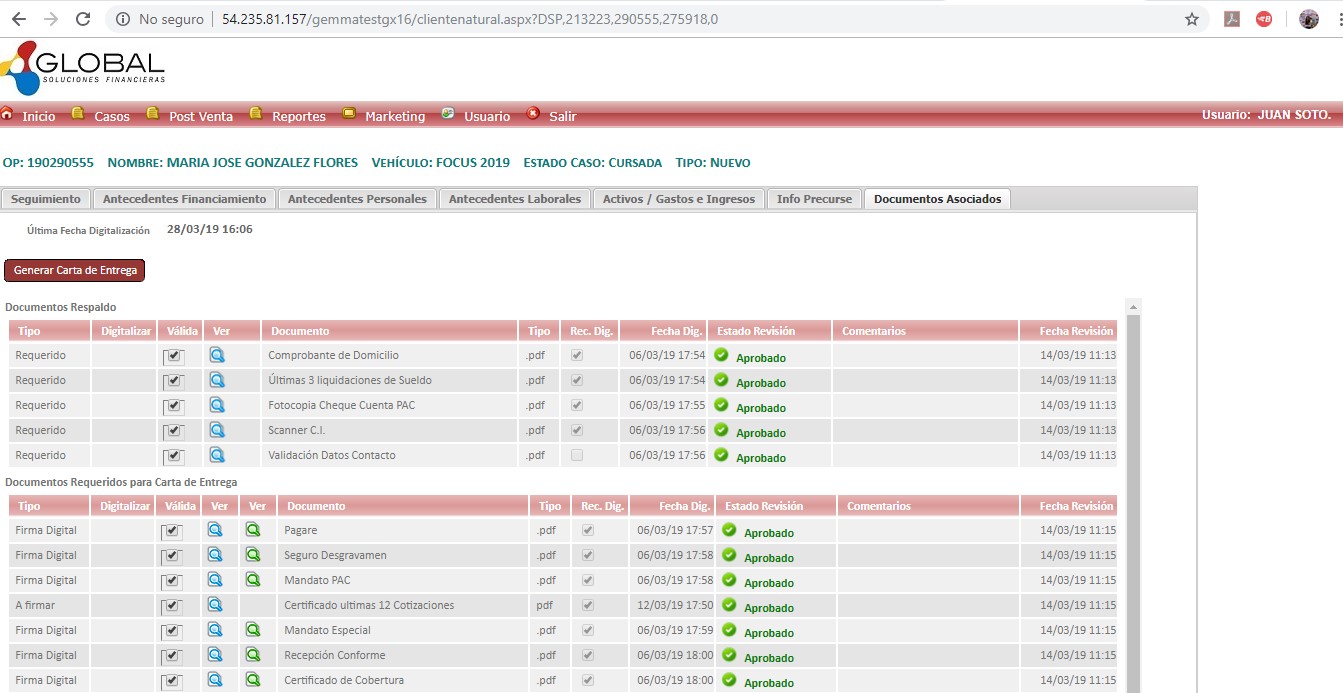 No seguro 54.235.81.157/gemmatestgx16/clientenatural.aspx?DSP,213223,290555,275918,0
GLOBAL
SOLUCIONES FINANCIERAS
Inicio Casos Post Venta Reportes Marketing Usuario Salir Usuario: JUAN SOTO.
OP: 190290555 NOMBRE: MARIA JOSE GONZALEZ FLORES VEHÍCULO: FOCUS 2019 ESTADO CASO: CURSADA TIPO: NUEVO
Seguimiento Antecedentes Financiamiento Antecedentes Personales Antecedentes Laborales Activos / Gastos e Ingresos Info Precurse Documentos Asociados
Última Fecha Digitalización 28/03/19 16:06
Generar Carta de Entrega
Documentos Respaldo
Tipo Digitalizar Válida Ver Documento Tipo Rec. Dig. Fecha Dig. Estado Revisión Comentarios Fecha Revisión
Requerido Comprobante de Domicilio .pdf 06/03/19 17:54 Aprobado 14/03/19 11:13
Requerido Últimas 3 liquidaciones de Sueldo .pdf 06/03/19 17:54 Aprobado 14/03/19 11:13
Requerido Fotocopia Cheque Cuenta PAC .pdf 06/03/19 17:55 Aprobado 14/03/19 11:13
Requerido Scanner C.I. .pdf 06/03/19 17:56 Aprobado 14/03/19 11:13
Requerido Validación Datos Contacto .pdf 06/03/19 17:56 Aprobado 14/03/19 11:13
Documentos Requeridos para Carta de Entrega
Tipo Digitalizar Válida Ver Ver Documento Tipo Rec. Dig. Fecha Dig. Estado Revisión Comentarios Fecha Revisión
Firma Digital Pagare .pdf 06/03/19 17:57 Aprobado 14/03/19 11:15
Firma Digital Seguro Desgravamen .pdf 06/03/19 17:58 Aprobado 14/03/19 11:15
Firma Digital Mandato PAC .pdf 06/03/19 17:58 Aprobado 14/03/19 11:15
A firmar Certificado ultimas 12 Cotizaciones pdf 12/03/19 17:50 Aprobado 14/03/19 11:15
Firma Digital Mandato Especial .pdf 06/03/19 17:59 Aprobado 14/03/19 11:15
Firma Digital Recepción Conforme .pdf 06/03/19 18:00 Aprobado 14/03/19 11:15
Firma Digital Certificado de Cobertura .pdf 06/03/19 18:00 Aprobado 14/03/19 11:15